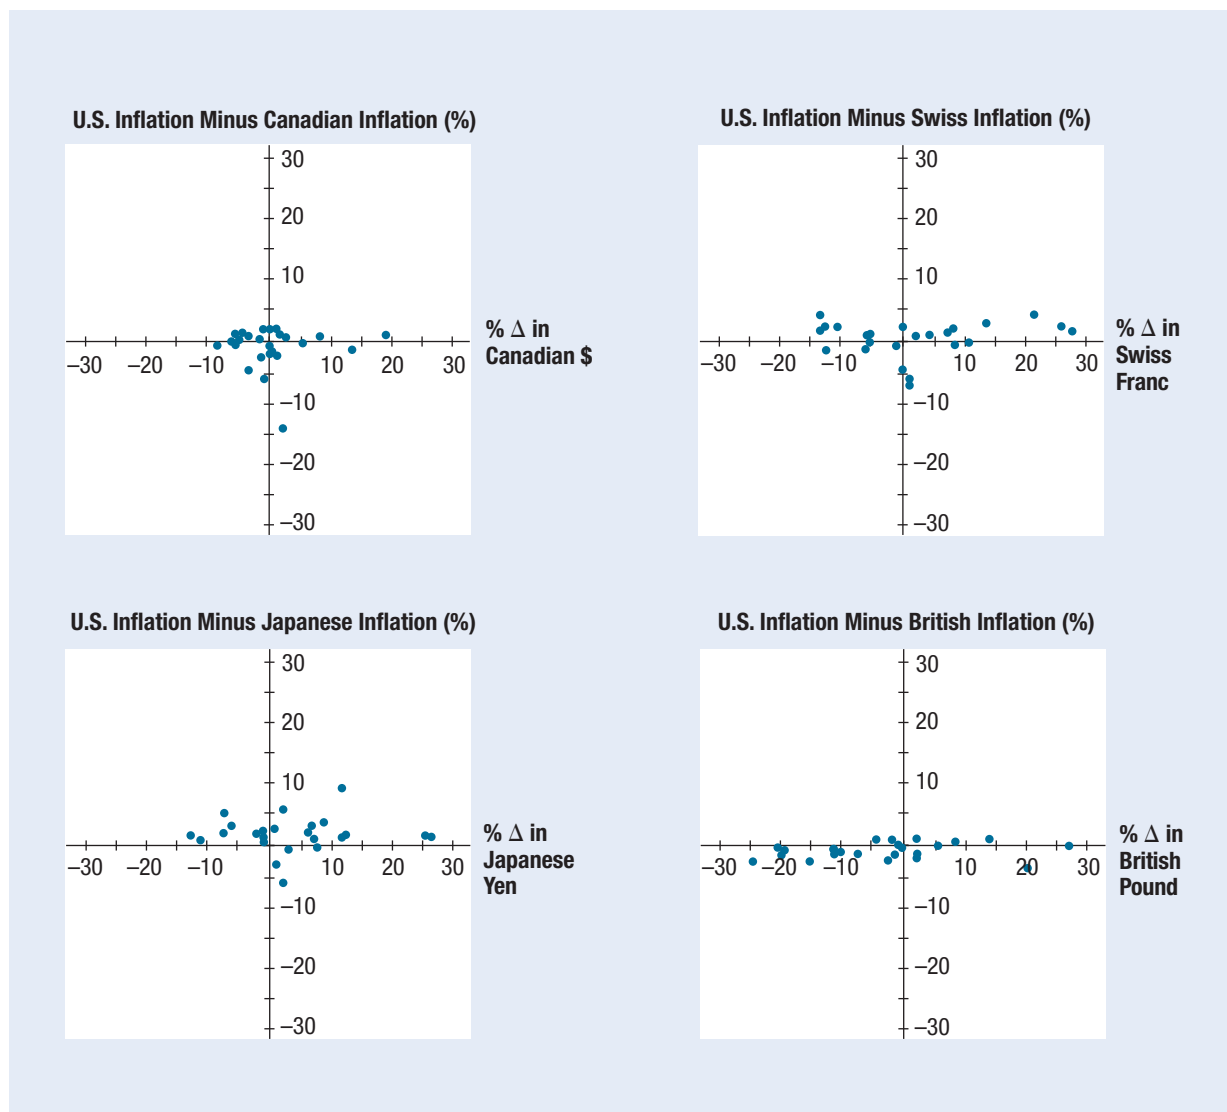 U.S. Inflation Minus Canadian Inflation (%)
30
20
10
–30 –20 –10 10 20 30
–10
–20
–30
% Δ in
Canadian $
U.S. Inflation Minus Swiss Inflation (%)
30
20
10
–30 –20 –10 10 20 30
–10
–20
–30
% Δ in
Swiss
Franc
U.S. Inflation Minus Japanese Inflation (%)
30
20
10
–30 –20 –10 10 20 30
–10
–20
–30
% Δ in
Japanese
Yen
U.S. Inflation Minus British Inflation (%)
30
20
10
–30 –20 –10 10 20 30
–10
–20
–30
% Δ in
British
Pound